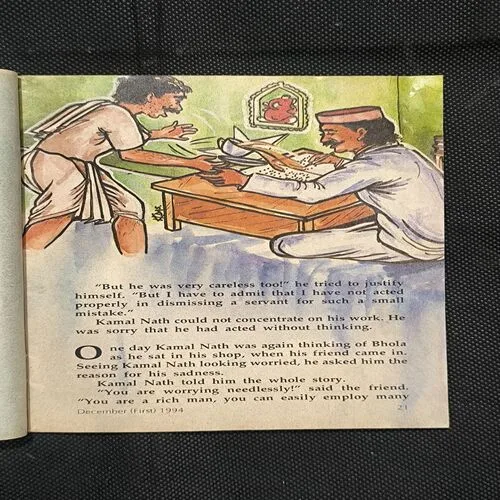 "But he was very careless too!" he tried to justify
himself. "But I have to admit that I have not acted
properly in dismissing a servant for such a small
mistake."
Kamal Nath could not concentrate on his work. He
was sorry that he had acted without thinking.
One day Kamal Nath was again thinking of Bhola
as he sat in his shop, when his friend came in.
Seeing Kamal Nath looking worried, he asked him the
reason for his sadness.
Kamal Nath told him the whole story.
"You are worrying needlessly!" said the friend.
"You are a rich man, you can easily employ many
December (First) 1994 21